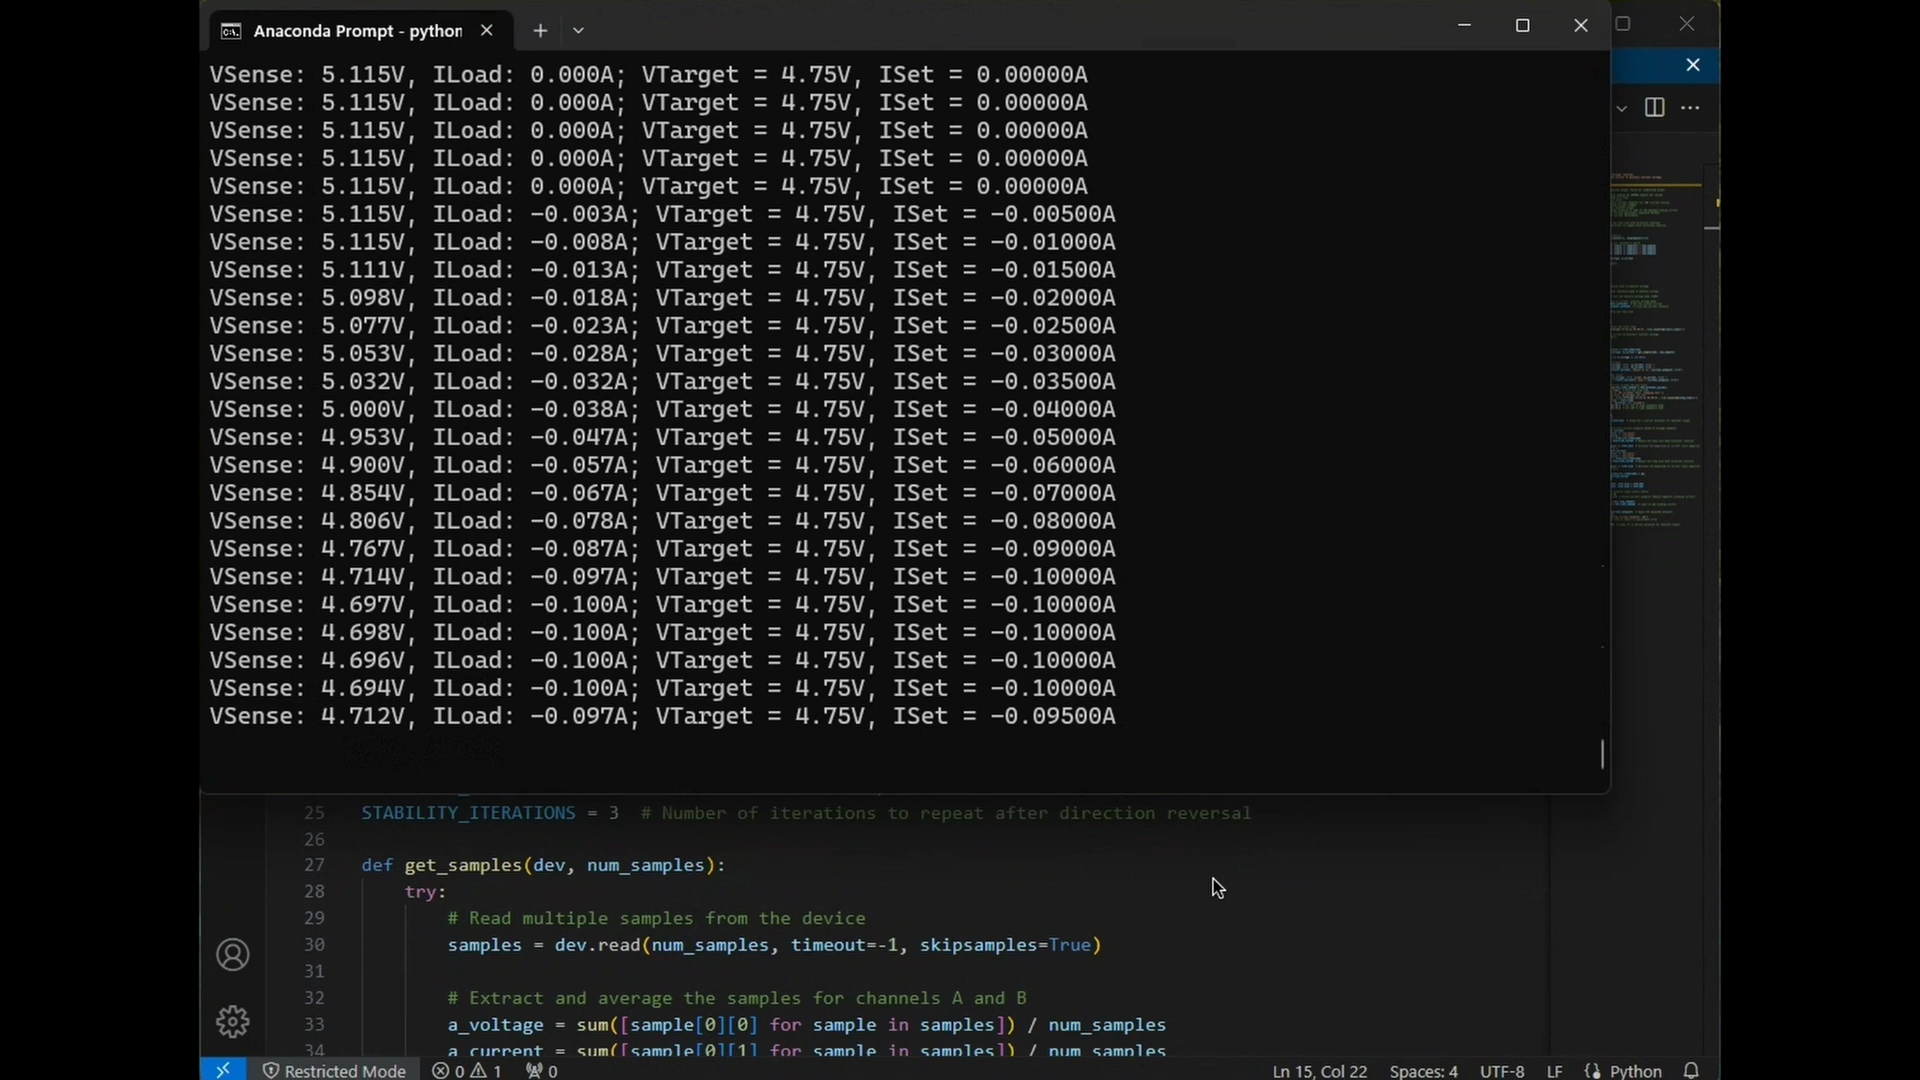 Anaconda Prompt - python
VSense: 5.115V, ILoad: 0.000A; VTarget = 4.75V, ISet = 0.00000A
VSense: 5.115V, ILoad: 0.000A; VTarget = 4.75V, ISet = 0.00000A
VSense: 5.115V, ILoad: 0.000A; VTarget = 4.75V, ISet = 0.00000A
VSense: 5.115V, ILoad: 0.000A; VTarget = 4.75V, ISet = 0.00000A
VSense: 5.115V, ILoad: 0.000A; VTarget = 4.75V, ISet = 0.00000A
VSense: 5.115V, ILoad: -0.003A; VTarget = 4.75V, ISet = -0.00500A
VSense: 5.115V, ILoad: -0.008A; VTarget = 4.75V, ISet = -0.01000A
VSense: 5.111V, ILoad: -0.013A; VTarget = 4.75V, ISet = -0.01500A
VSense: 5.098V, ILoad: -0.018A; VTarget = 4.75V, ISet = -0.02000A
VSense: 5.077V, ILoad: -0.023A; VTarget = 4.75V, ISet = -0.02500A
VSense: 5.053V, ILoad: -0.028A; VTarget = 4.75V, ISet = -0.03000A
VSense: 5.032V, ILoad: -0.032A; VTarget = 4.75V, ISet = -0.03500A
VSense: 5.000V, ILoad: -0.038A; VTarget = 4.75V, ISet = -0.04000A
VSense: 4.953V, ILoad: -0.047A; VTarget = 4.75V, ISet = -0.05000A
VSense: 4.900V, ILoad: -0.057A; VTarget = 4.75V, ISet = -0.06000A
VSense: 4.854V, ILoad: -0.067A; VTarget = 4.75V, ISet = -0.07000A
VSense: 4.806V, ILoad: -0.078A; VTarget = 4.75V, ISet = -0.08000A
VSense: 4.767V, ILoad: -0.087A; VTarget = 4.75V, ISet = -0.09000A
VSense: 4.714V, ILoad: -0.097A; VTarget = 4.75V, ISet = -0.10000A
VSense: 4.697V, ILoad: -0.100A; VTarget = 4.75V, ISet = -0.10000A
VSense: 4.698V, ILoad: -0.100A; VTarget = 4.75V, ISet = -0.10000A
VSense: 4.696V, ILoad: -0.100A; VTarget = 4.75V, ISet = -0.10000A
VSense: 4.694V, ILoad: -0.100A; VTarget = 4.75V, ISet = -0.10000A
VSense: 4.712V, ILoad: -0.097A; VTarget = 4.75V, ISet = -0.09500A
25 STABILITY_ITERATIONS = 3 # Number of iterations to repeat after direction reversal
26
27 def get_samples(dev, num_samples):
28 try:
29 # Read multiple samples from the device
30 samples = dev.read(num_samples, timeout=-1, skipsamples=True)
31
32 # Extract and average the samples for channels A and B
33 a_voltage = sum([sample[0][0] for sample in samples]) / num_samples
34 a_current = sum([sample[0][1] for sample in samples]) / num_samples
Restricted Mode 0 1 0 Ln 15, Col 22 Spaces: 4 UTF-8 LF Python